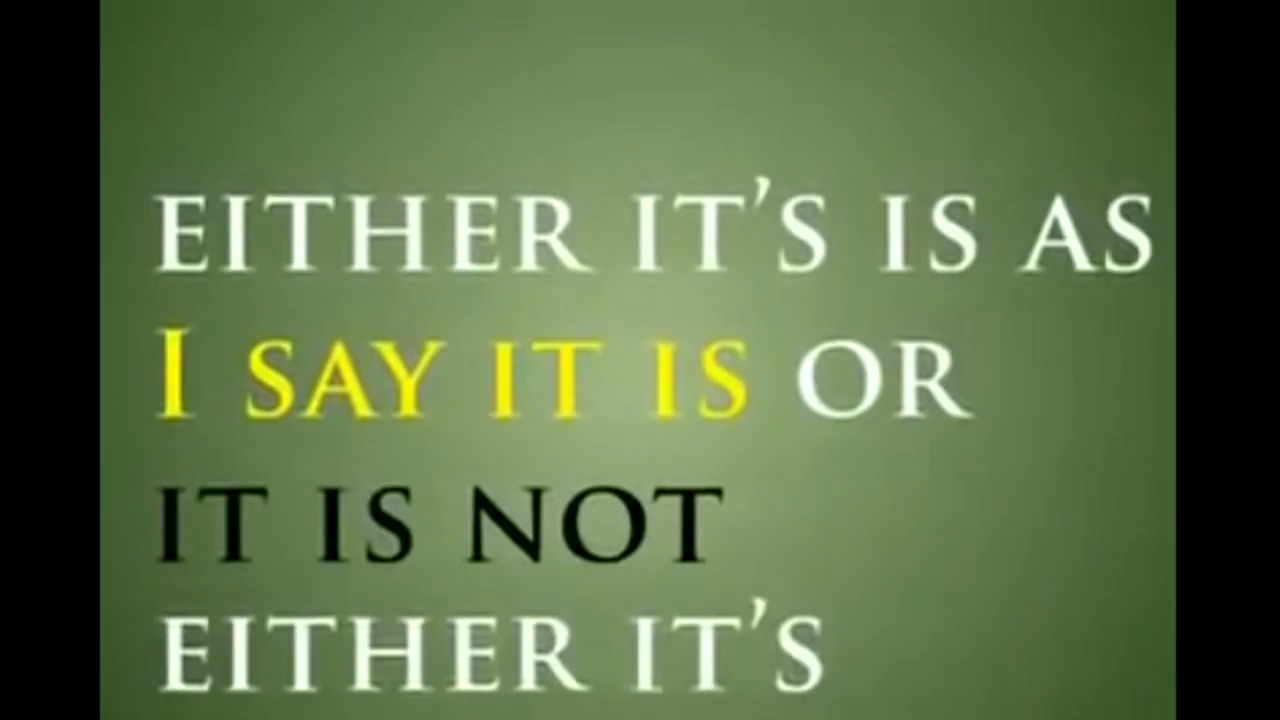 EITHER IT'S IS AS
I SAY IT IS OR
IT IS NOT
EITHER IT'S